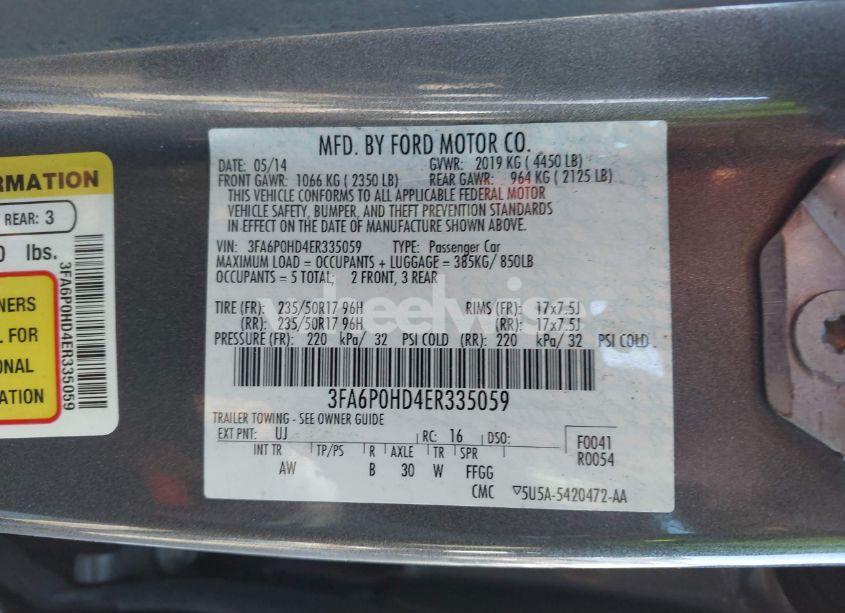 MFD. BY FORD MOTOR CO.
DATE: 05/14 GVWR: 2019 KG ( 4450 LB)
FRONT GAWR: 1066 KG ( 2350 LB) REAR GAWR: 964 KG ( 2125 LB)
THIS VEHICLE CONFORMS TO ALL APPLICABLE FEDERAL MOTOR
VEHICLE SAFETY, BUMPER, AND THEFT PREVENTION STANDARDS
IN EFFECT ON THE DATE OF MANUFACTURE SHOWN ABOVE.
VIN: 3FA6P0HD4ER335059 TYPE: Passenger Car
MAXIMUM LOAD = OCCUPANTS + LUGGAGE = 385KG/ 850LB
OCCUPANTS = 5 TOTAL; 2 FRONT, 3 REAR
TIRE (FR): 235/50R17 96H RIMS (FR): 17x7.5J
(RR): 235/50R17 96H (RR): 17x7.5J
PRESSURE (FR): 220 kPa/ 32 PSI COLD (RR): 220 kPa/ 32 PSI COLD
3FA6P0HD4ER335059
TRAILER TOWING - SEE OWNER GUIDE
EXT PNT: UJ RC: 16 DSO: F0041
R0054
INT TR TP/PS R AXLE TR SPR
AW B 30 W FFGG
CMC 5U5A-5420472-AA
wheelwise
RMATION
REAR: 3
0 lbs.
NERS
L FOR
ONAL
ATION
3FA6P0HD4ER335059